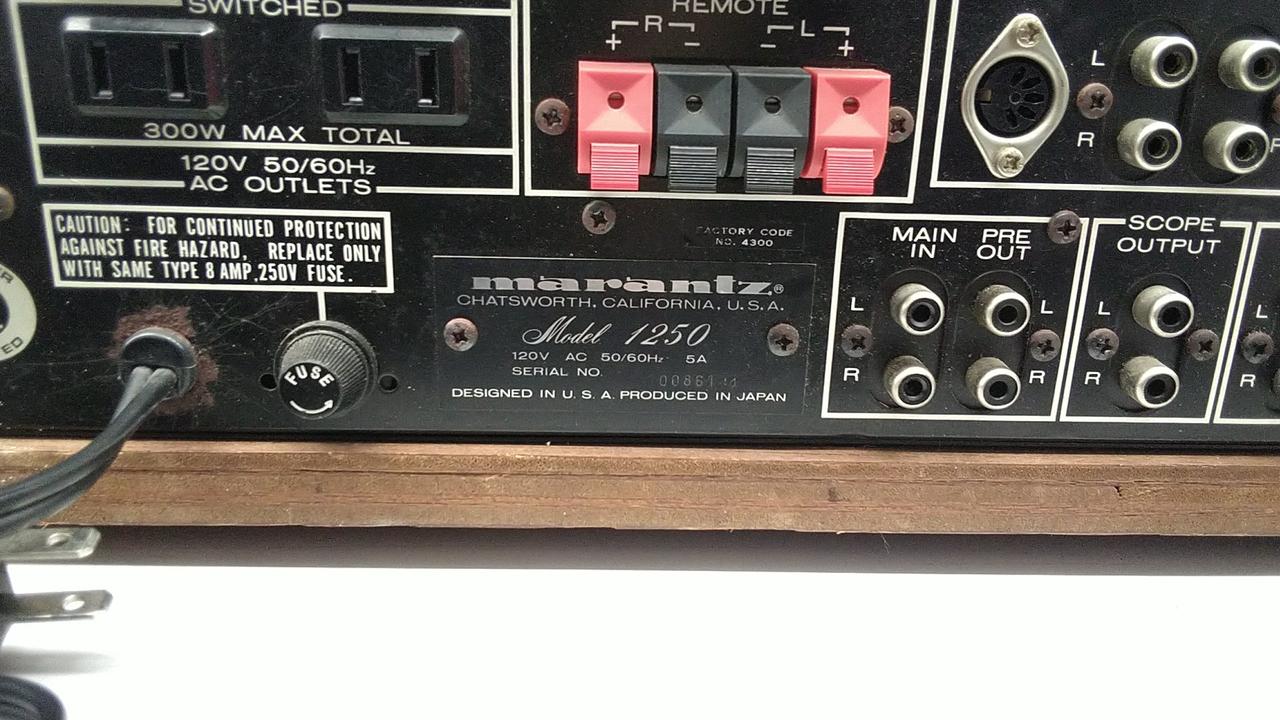 SWITCHED
300W MAX TOTAL
120V 50/60Hz
AC OUTLETS
REMOTE
R L
+ − − +
L
R
CAUTION: FOR CONTINUED PROTECTION
AGAINST FIRE HAZARD, REPLACE ONLY
WITH SAME TYPE 8 AMP, 250V FUSE.
FUSE
FACTORY CODE
NO. 4300
marantz®
CHATSWORTH, CALIFORNIA, U.S.A.
Model 1250
120V AC 50/60Hz 5A
SERIAL NO.
DESIGNED IN U.S.A. PRODUCED IN JAPAN
MAIN IN
PRE OUT
L L
R R
SCOPE
OUTPUT
L
R
L
R